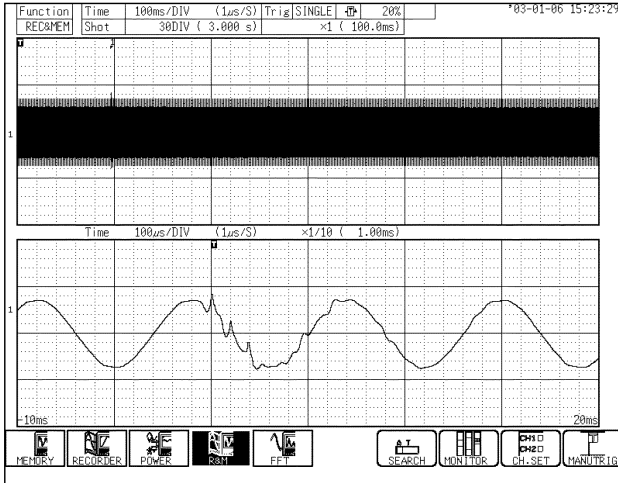 Function Time 100ms/DIV (1µs/S) Trig SINGLE T 20% '03-01-06 15:23:29
REC&MEM Shot 30DIV ( 3.000 s) ×1 ( 100.0ms)
T
1
Time 100µs/DIV (1µs/S) ×1/10 ( 1.00ms)
T
1
-10ms 20ms
MEMORY RECORDER POWER R&M FFT SEARCH MONITOR CH1 CH2 CH.SET MANUTRIG